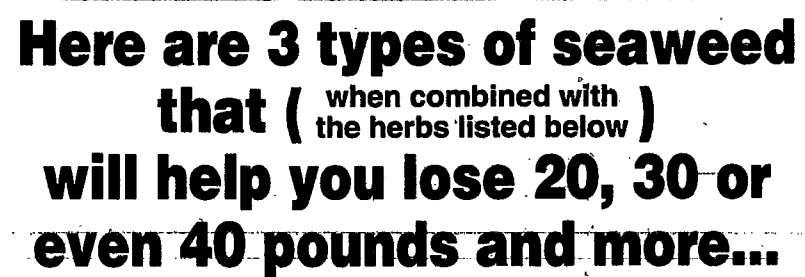 Here are 3 types of seaweed
that ( when combined with
the herbs listed below )
will help you lose 20, 30 or
even 40 pounds and more...